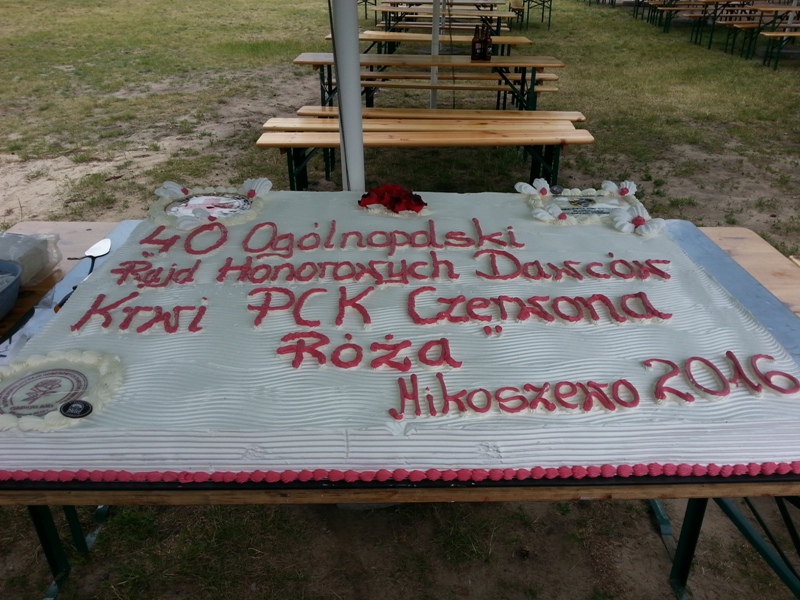 „40 Ogólnopolski
Rajd Honorowych Dawców
Krwi PCK Czerwona
Róża"
Mikoszewo 2016